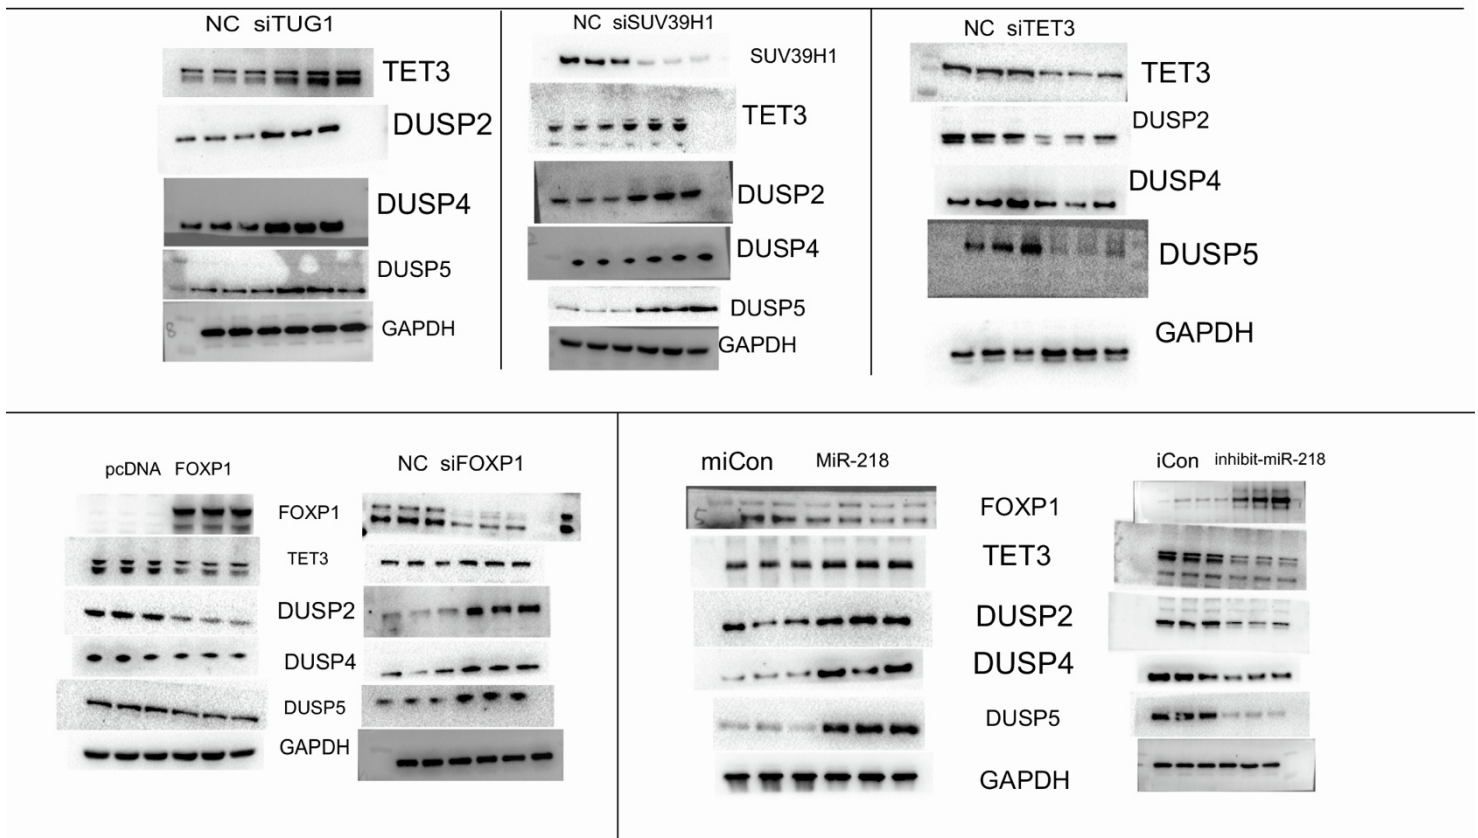 NC siTUG1
TET3
DUSP2
DUSP4
DUSP5
8
GAPDH
NC siSUV39H1
SUV39H1
TET3
DUSP2
DUSP4
DUSP5
GAPDH
NC siTET3
TET3
DUSP2
DUSP4
DUSP5
GAPDH
pcDNA FOXP1
NC siFOXP1
FOXP1
TET3
DUSP2
DUSP4
DUSP5
GAPDH
miCon MiR-218
iCon inhibit-miR-218
5
FOXP1
TET3
DUSP2
DUSP4
DUSP5
GAPDH